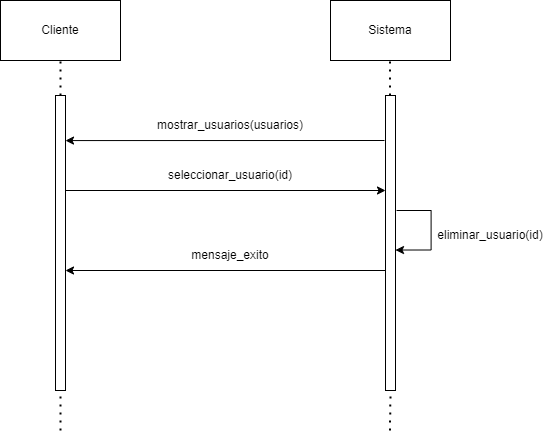 Cliente
Sistema
mostrar_usuarios(usuarios)
seleccionar_usuario(id)
eliminar_usuario(id)
mensaje_exito